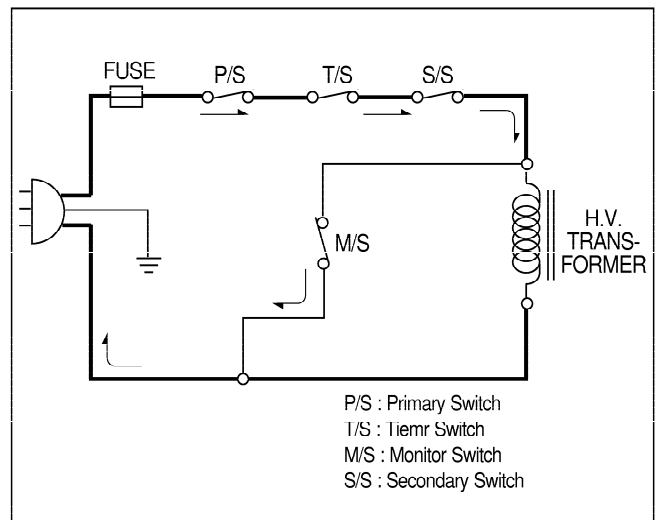 FUSE
P/S
T/S
S/S
M/S
H.V.
TRANS-
FORMER
P/S : Primary Switch
T/S : Tiemr Switch
M/S : Monitor Switch
S/S : Secondary Switch